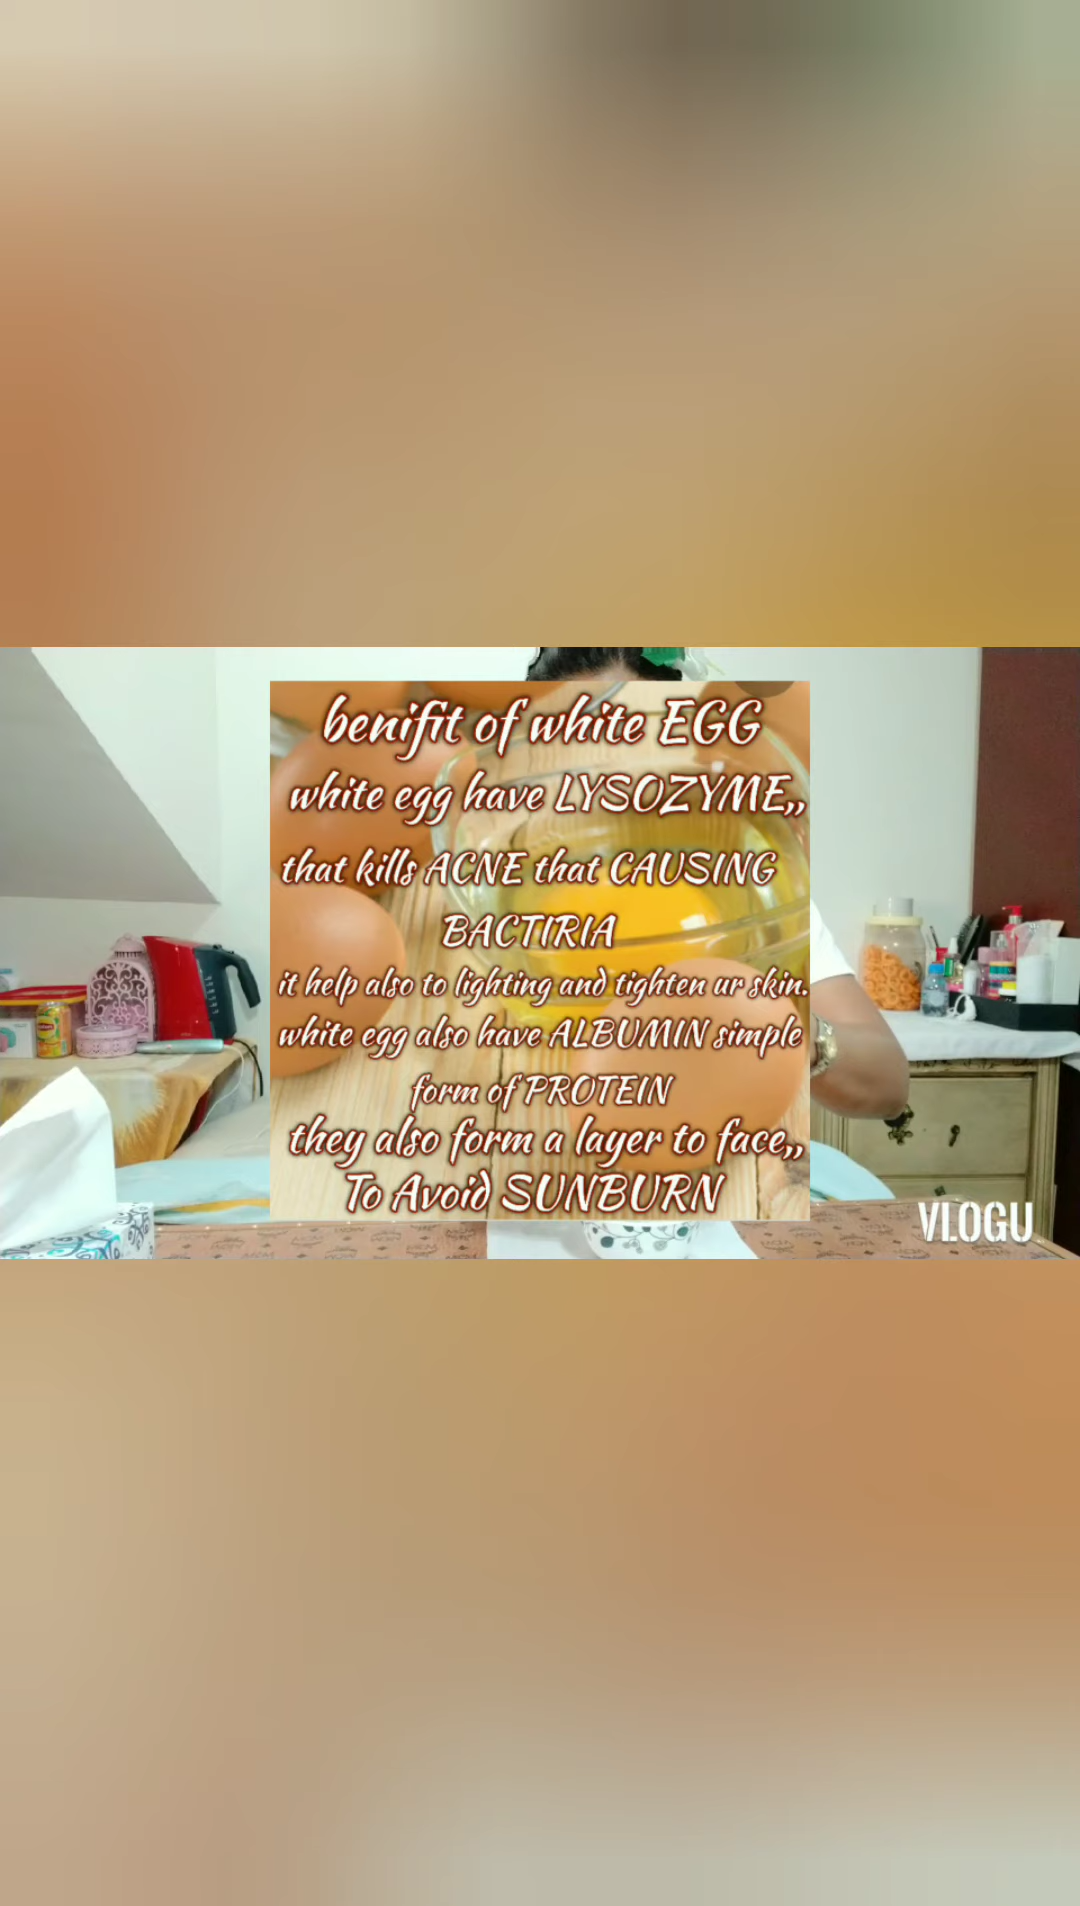 benifit of white EGG
white egg have LYSOZYME,,
that kills ACNE that CAUSING
BACTIRIA
it help also to lighting and tighten ur skin.
white egg also have ALBUMIN simple
form of PROTEIN
they also form a layer to face,,
To Avoid SUNBURN
VLOGU